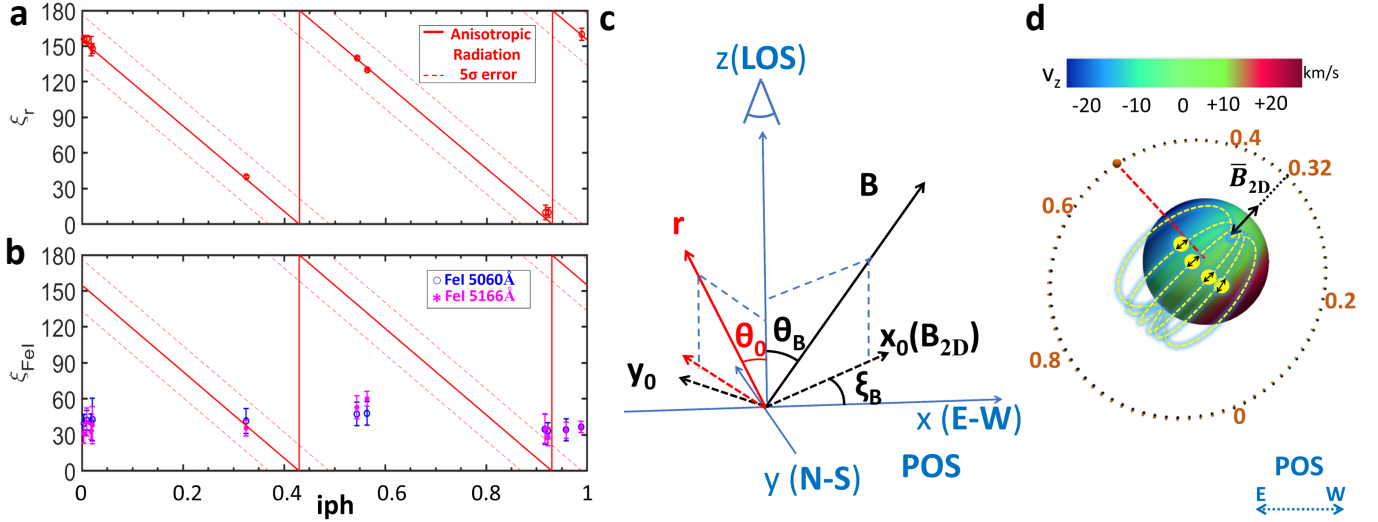 a
180
150
120
90
60
30
0
ξr
Anisotropic
Radiation
5σ error
b
180
150
120
90
60
30
0
ξFeI
FeI 5060Å
FeI 5166Å
0
0.2
0.4
0.6
0.8
1
iph
c
z(LOS)
B
r
θ0
θB
x0(B2D)
y0
ξB
x (E-W)
y (N-S)
POS
d
vz
km/s
-20
-10
0
+10
+20
0.4
0.32
B̅2D
0.6
0.2
0.8
0
POS
E
W